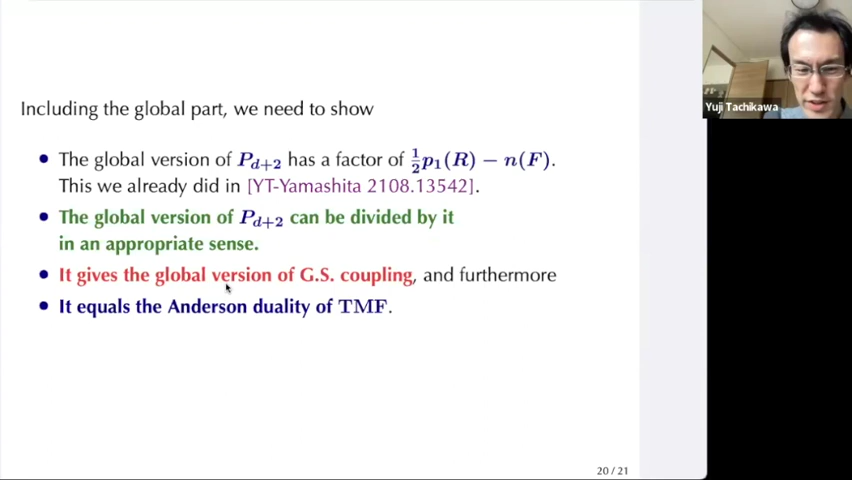 Including the global part, we need to show
• The global version of P_{d+2} has a factor of \frac{1}{2}p_1(R) − n(F).
This we already did in [YT-Yamashita 2108.13542].
• The global version of P_{d+2} can be divided by it
in an appropriate sense.
• It gives the global version of G.S. coupling, and furthermore
• It equals the Anderson duality of TMF.
20 / 21
Yuji Tachikawa